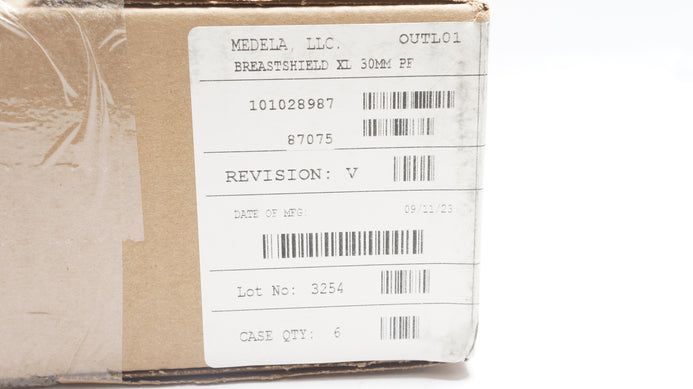 MEDELA, LLC. OUTL01
BREASTSHIELD XL 30MM PF
101028987
87075
REVISION: V
DATE OF MFG: 09/11/23
Lot No: 3254
CASE QTY: 6